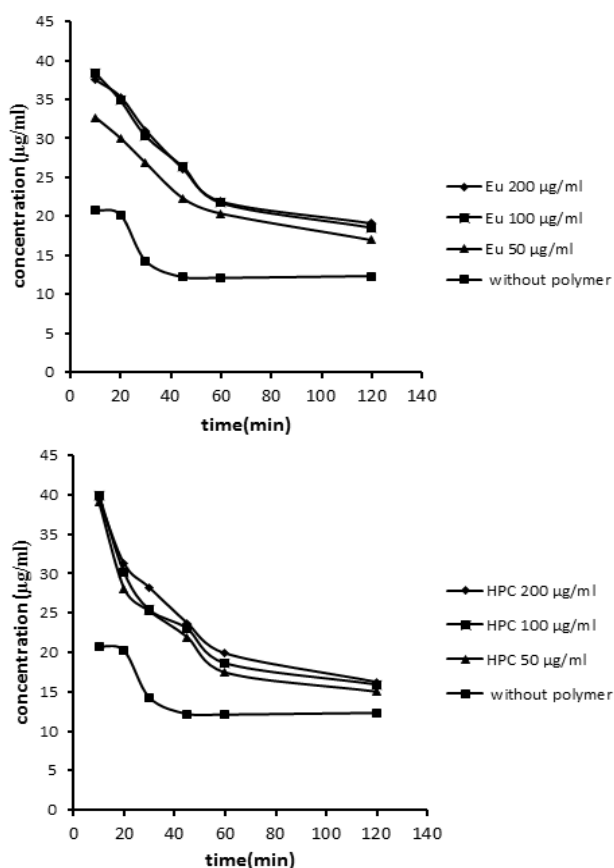 45
40
35
30
25
20
15
10
5
0
concentration (µg/ml)
0 20 40 60 80 100 120 140
time(min)
Eu 200 µg/ml
Eu 100 µg/ml
Eu 50 µg/ml
without polymer
45
40
35
30
25
20
15
10
5
0
concentration (µg/ml)
0 20 40 60 80 100 120 140
time(min)
HPC 200 µg/ml
HPC 100 µg/ml
HPC 50 µg/ml
without polymer